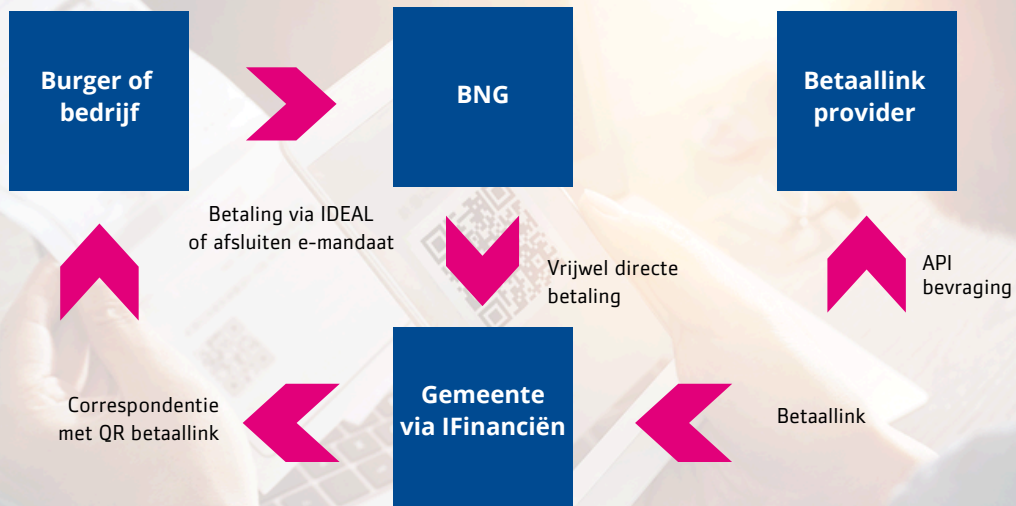 Burger of
bedrijf
BNG
Betaallink
provider
Betaling via IDEAL
of afsluiten e-mandaat
Vrijwel directe
betaling
API
bevraging
Correspondentie
met QR betaallink
Gemeente
via IFinanciën
Betaallink